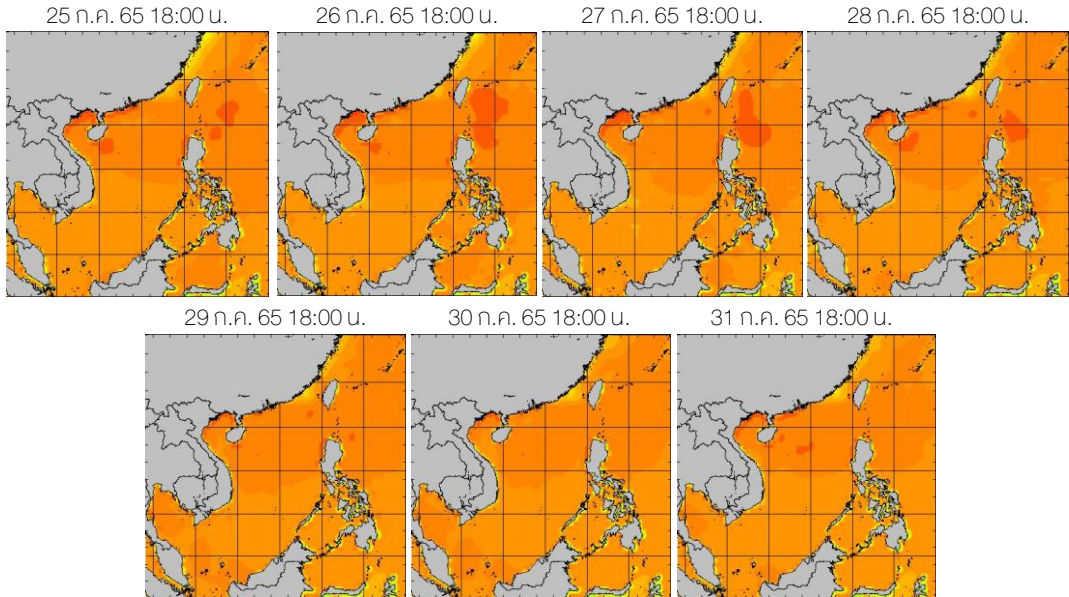 25 ก.ค. 65 18:00 น.
26 ก.ค. 65 18:00 น.
27 ก.ค. 65 18:00 น.
28 ก.ค. 65 18:00 น.
29 ก.ค. 65 18:00 น.
30 ก.ค. 65 18:00 น.
31 ก.ค. 65 18:00 น.